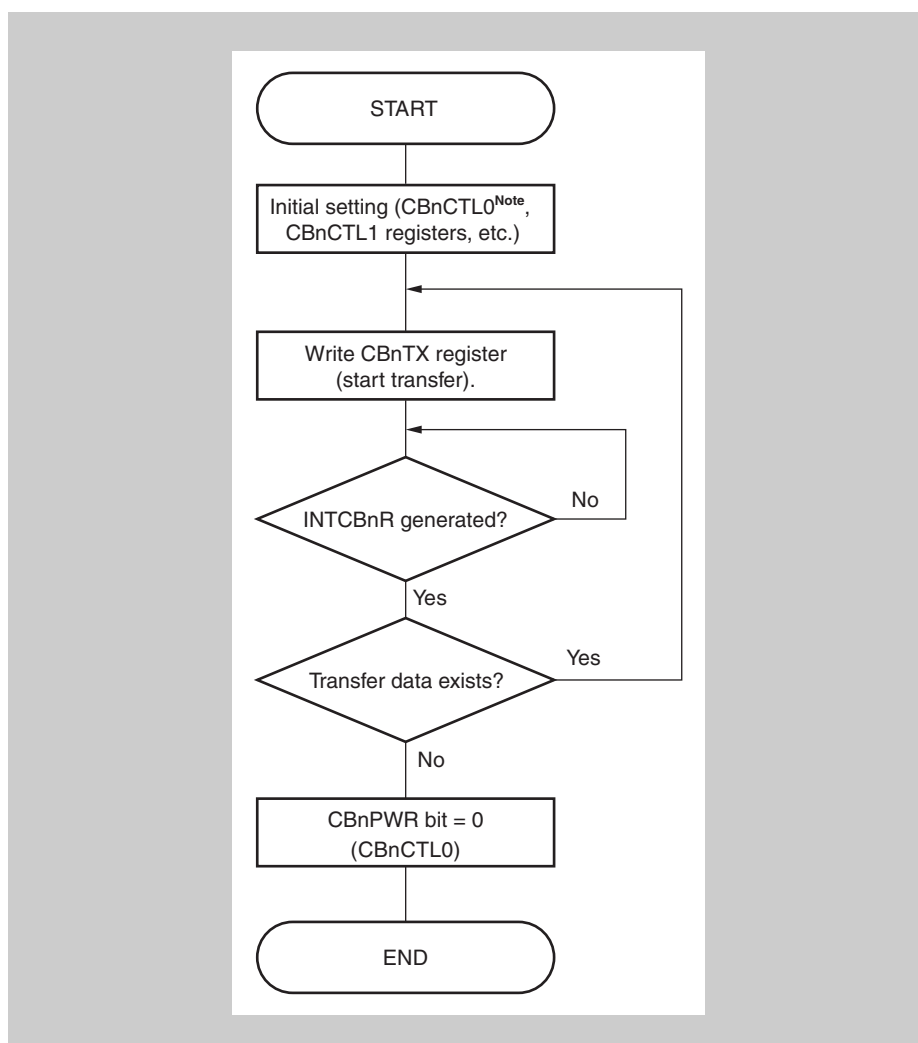 START
Initial setting (CBnCTL0Note,
CBnCTL1 registers, etc.)
Write CBnTX register
(start transfer).
INTCBnR generated?
No
Yes
Transfer data exists?
Yes
No
CBnPWR bit = 0
(CBnCTL0)
END